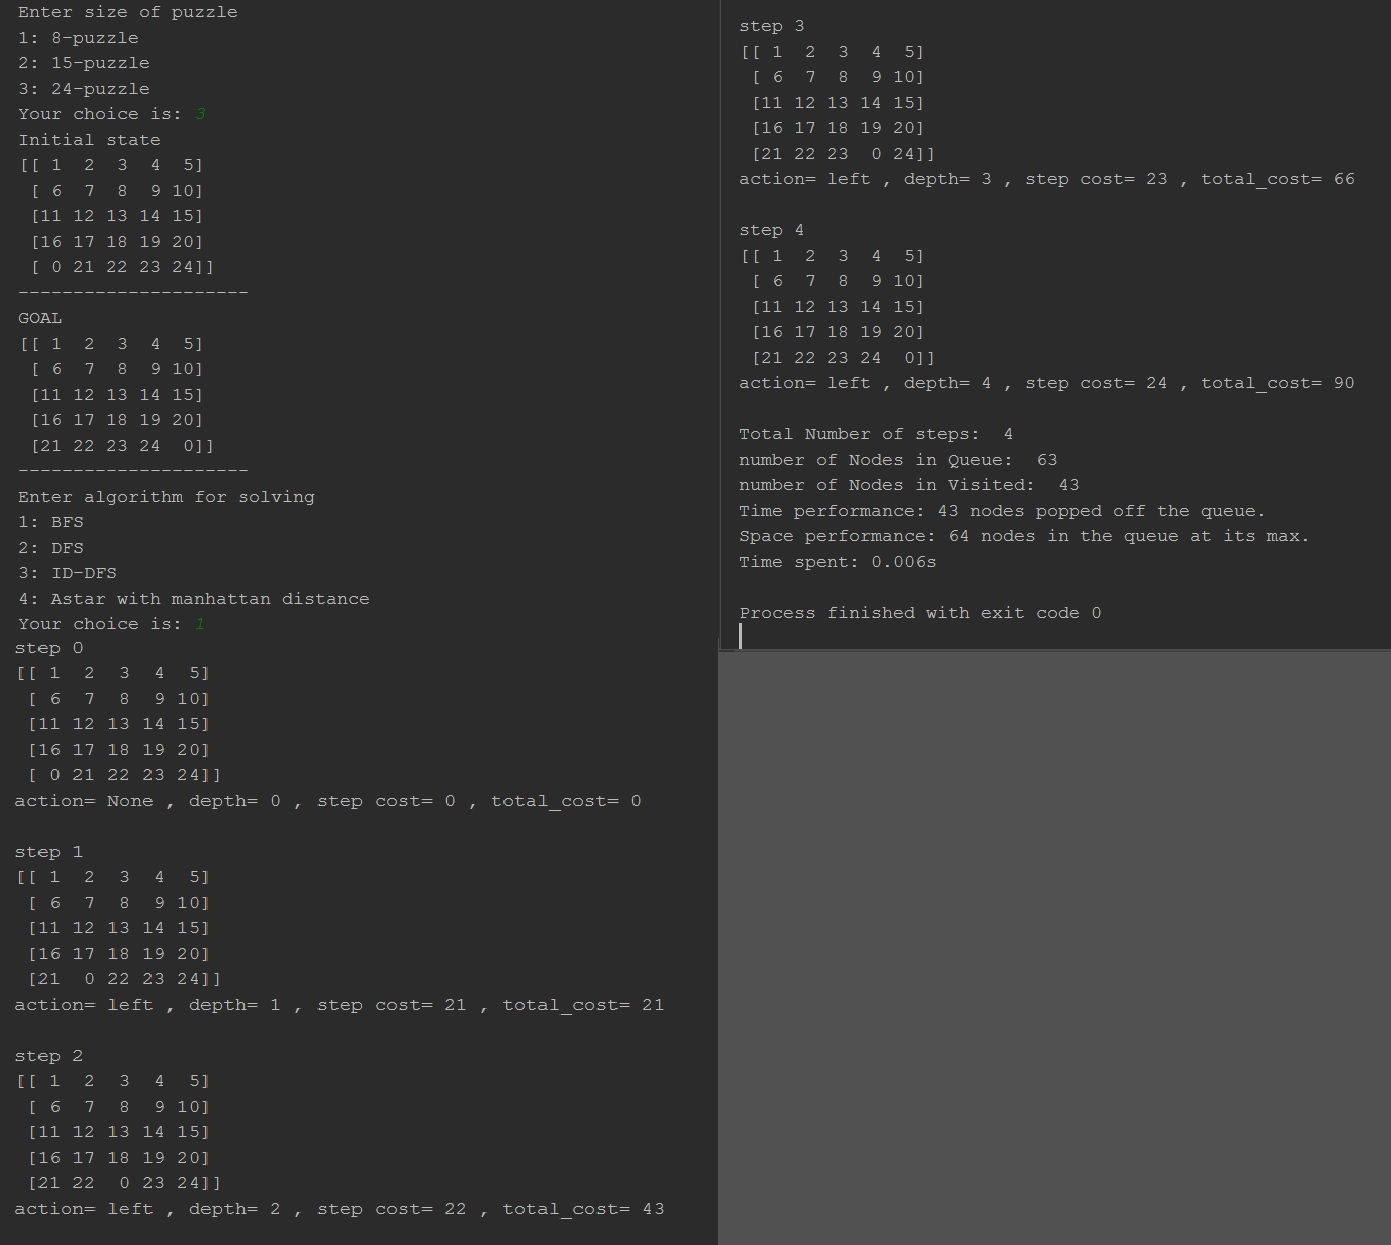 Enter size of puzzle
1: 8-puzzle
2: 15-puzzle
3: 24-puzzle
Your choice is: 3
Initial state
[[ 1  2  3  4  5]
 [ 6  7  8  9 10]
 [11 12 13 14 15]
 [16 17 18 19 20]
 [ 0 21 22 23 24]]
---------------------
GOAL
[[ 1  2  3  4  5]
 [ 6  7  8  9 10]
 [11 12 13 14 15]
 [16 17 18 19 20]
 [21 22 23 24  0]]
---------------------
Enter algorithm for solving
1: BFS
2: DFS
3: ID-DFS
4: Astar with manhattan distance
Your choice is: 1
step 0
[[ 1  2  3  4  5]
 [ 6  7  8  9 10]
 [11 12 13 14 15]
 [16 17 18 19 20]
 [ 0 21 22 23 24]]
action= None , depth= 0 , step cost= 0 , total_cost= 0
step 1
[[ 1  2  3  4  5]
 [ 6  7  8  9 10]
 [11 12 13 14 15]
 [16 17 18 19 20]
 [21  0 22 23 24]]
action= left , depth= 1 , step cost= 21 , total_cost= 21
step 2
[[ 1  2  3  4  5]
 [ 6  7  8  9 10]
 [11 12 13 14 15]
 [16 17 18 19 20]
 [21 22  0 23 24]]
action= left , depth= 2 , step cost= 22 , total_cost= 43
step 3
[[ 1  2  3  4  5]
 [ 6  7  8  9 10]
 [11 12 13 14 15]
 [16 17 18 19 20]
 [21 22 23  0 24]]
action= left , depth= 3 , step cost= 23 , total_cost= 66
step 4
[[ 1  2  3  4  5]
 [ 6  7  8  9 10]
 [11 12 13 14 15]
 [16 17 18 19 20]
 [21 22 23 24  0]]
action= left , depth= 4 , step cost= 24 , total_cost= 90
Total Number of steps:  4
number of Nodes in Queue:  63
number of Nodes in Visited:  43
Time performance: 43 nodes popped off the queue.
Space performance: 64 nodes in the queue at its max.
Time spent: 0.006s
Process finished with exit code 0